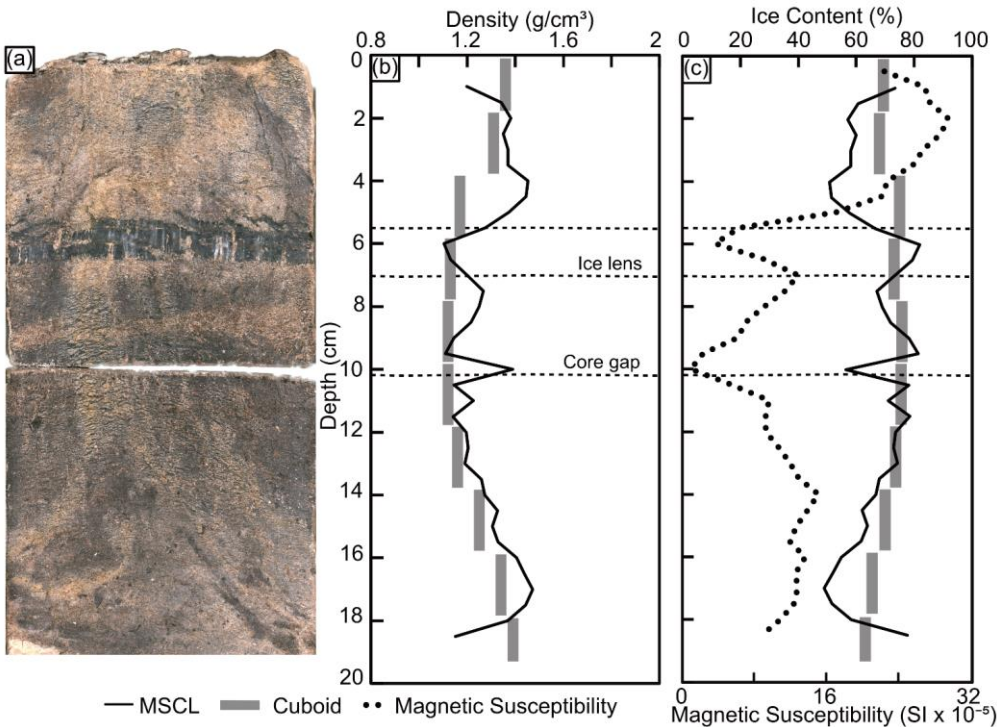 (a)
Density (g/cm³)
0.8 1.2 1.6 2
(b)
Ice Content (%)
0 20 40 60 80 100
(c)
0
2
4
6
8
10
12
14
16
18
20
Depth (cm)
Ice lens
Core gap
0 16 32
Magnetic Susceptibility (SI x 10⁻⁵)
MSCL Cuboid Magnetic Susceptibility